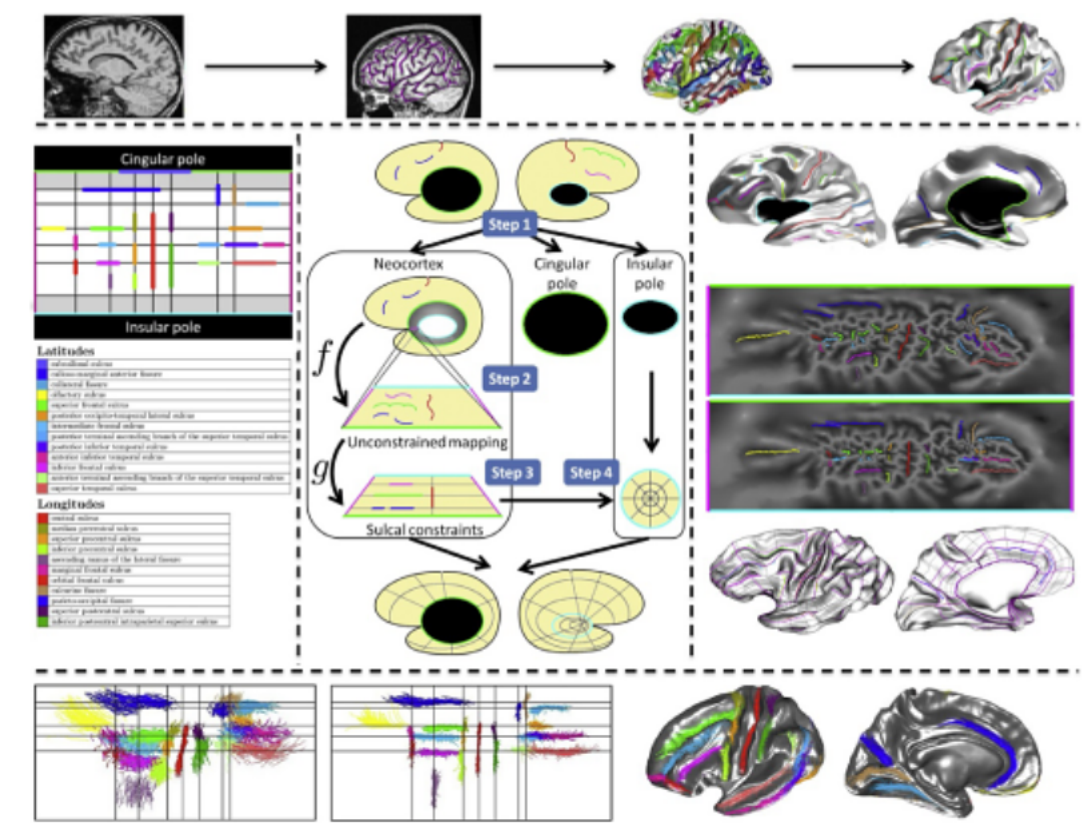 Cingular pole
Insular pole
Latitudes
subcallosal sulcus
calloso-marginal anterior fissure
collateral fissure
olfactory sulcus
superior frontal sulcus
posterior occipito-temporal lateral sulcus
intermediate frontal sulcus
posterior terminal ascending branch of the superior temporal sulcus
posterior inferior temporal sulcus
anterior inferior temporal sulcus
inferior frontal sulcus
anterior terminal ascending branch of the superior temporal sulcus
superior temporal sulcus
Longitudes
central sulcus
median precentral sulcus
superior precentral sulcus
inferior precentral sulcus
ascending ramus of the lateral fissure
marginal frontal sulcus
orbital frontal sulcus
calcarine fissure
parieto-occipital fissure
superior postcentral sulcus
inferior postcentral intraparietal superior sulcus
Step 1
Neocortex
Cingular
pole
Insular
pole
f
Step 2
Unconstrained mapping
g
Step 3
Step 4
Sulcal constraints